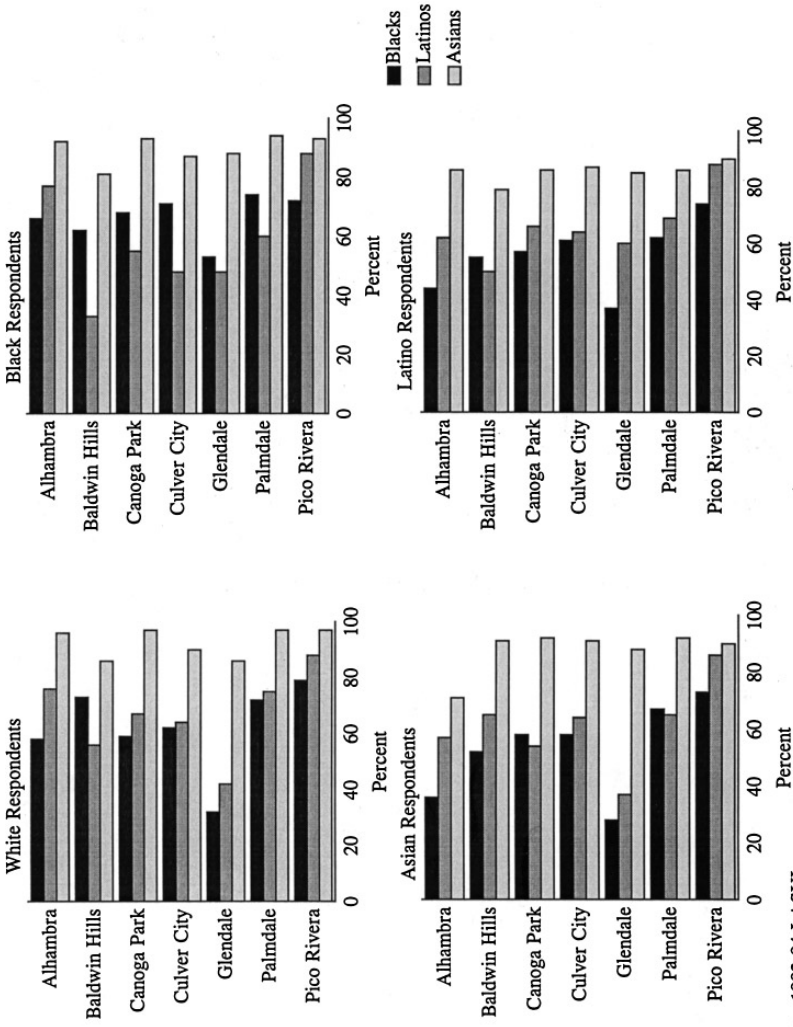 White Respondents
Alhambra
Baldwin Hills
Canoga Park
Culver City
Glendale
Palmdale
Pico Rivera
0 20 40 60 80 100
Percent
Black Respondents
Alhambra
Baldwin Hills
Canoga Park
Culver City
Glendale
Palmdale
Pico Rivera
0 20 40 60 80 100
Percent
Asian Respondents
Alhambra
Baldwin Hills
Canoga Park
Culver City
Glendale
Palmdale
Pico Rivera
0 20 40 60 80 100
Percent
Latino Respondents
Alhambra
Baldwin Hills
Canoga Park
Culver City
Glendale
Palmdale
Pico Rivera
0 20 40 60 80 100
Percent
Blacks
Latinos
Asians